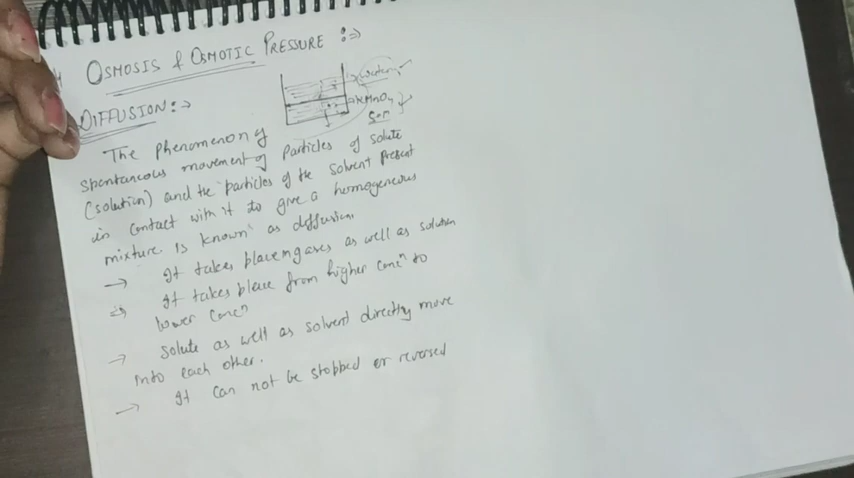 OSMOSIS & OSMOTIC PRESSURE :->
DIFFUSION :->
water
KMnO4
Soln
The Phenomenon of
spontaneous movement of particles of solute
(solution) and the particles of the solvent present
in contact with it to give a homogeneous
mixture is known as diffusion
→ It takes place in gases as well as solution
⇒ It takes place from higher concn to
lower concn
→ Solute as well as solvent directly move
into each other.
→ It can not be stopped or reversed